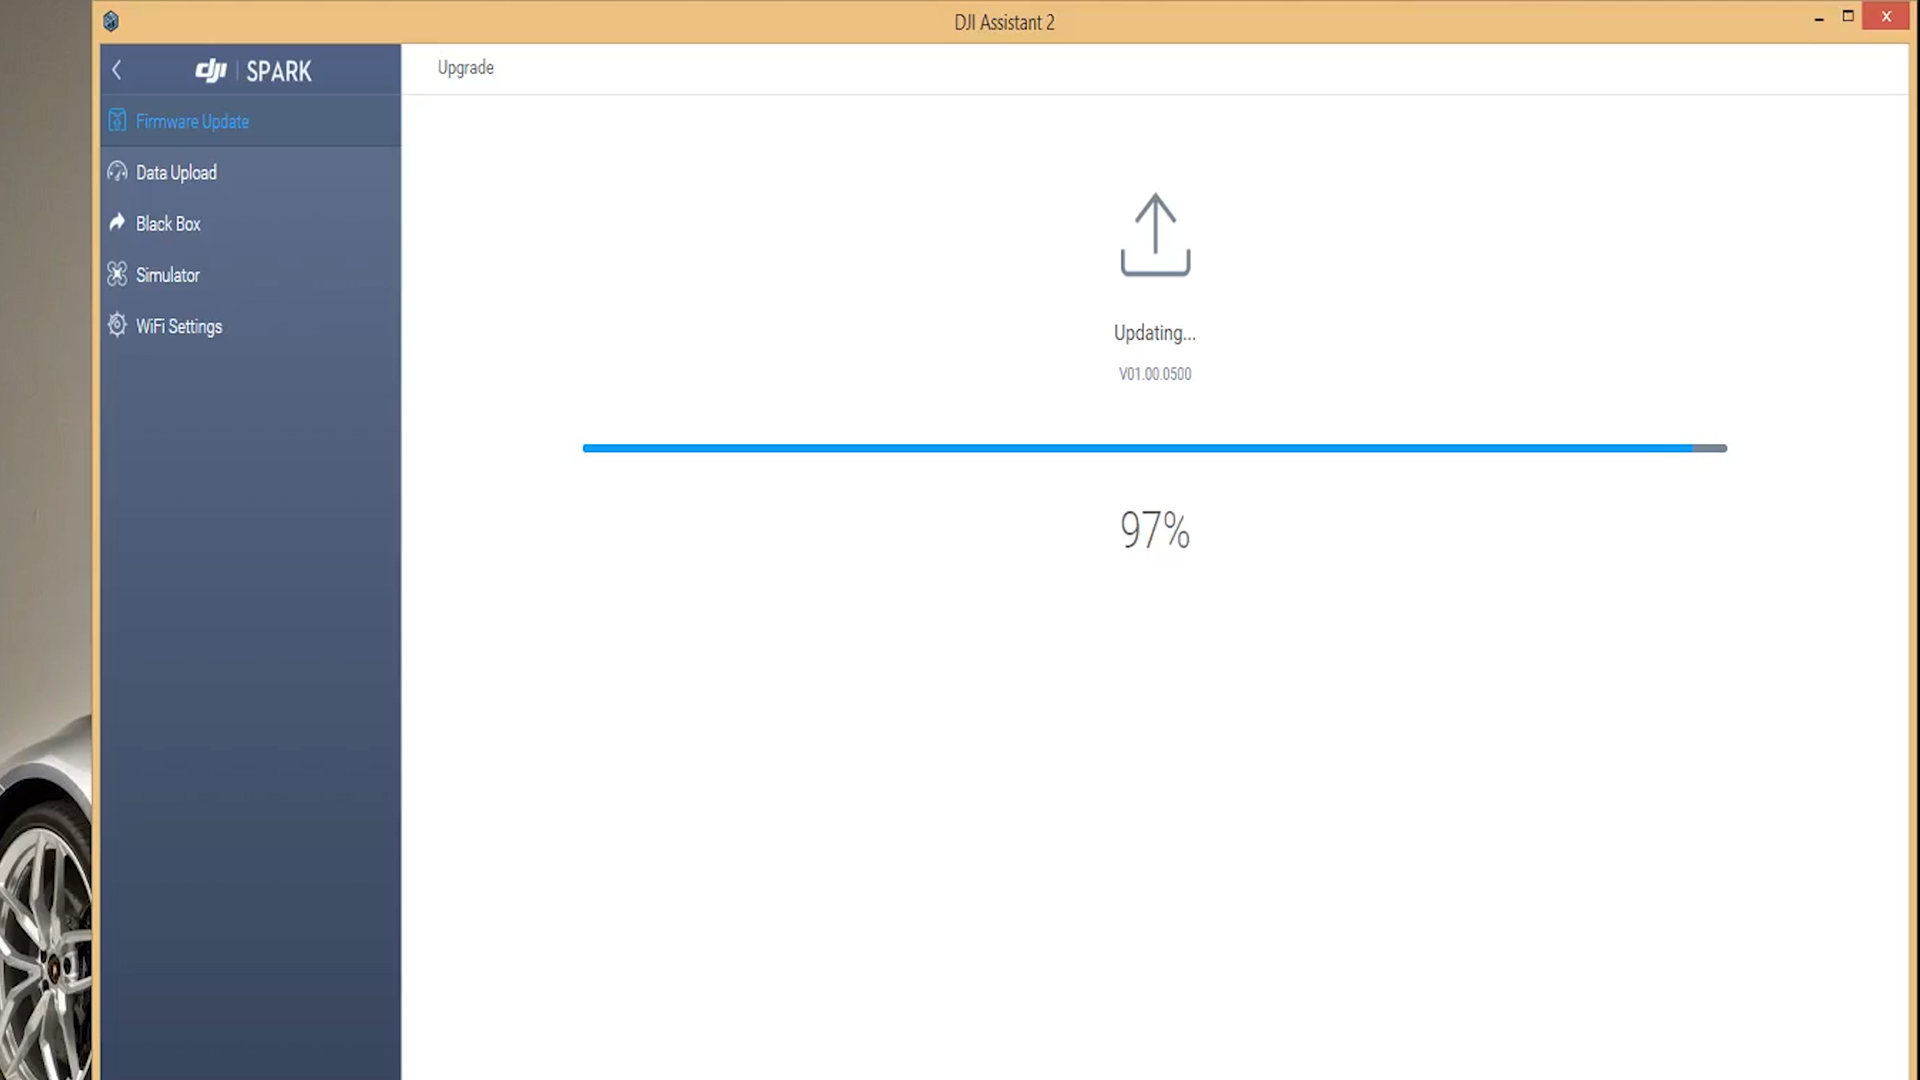 DJI Assistant 2
dji SPARK
Upgrade
Firmware Update
Data Upload
Black Box
Simulator
WiFi Settings
Updating...
V01.00.0500
97%